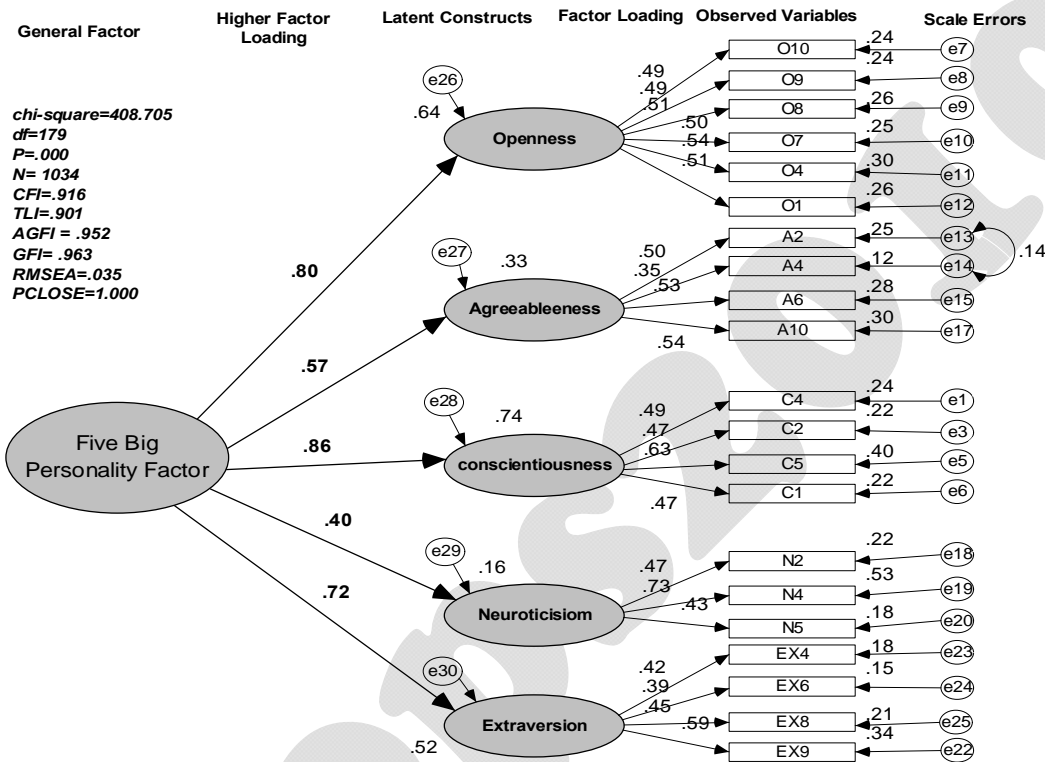 General Factor
Higher Factor
Loading
Latent Constructs
Factor Loading
Observed Variables
Scale Errors
chi-square=408.705
df=179
P=.000
N= 1034
CFI=.916
TLI=.901
AGFI = .952
GFI= .963
RMSEA=.035
PCLOSE=1.000
Five Big
Personality Factor
.80
.57
.86
.40
.72
e26
.64
Openness
.49
.49
.51
.50
.54
.51
O10
.24
e7
O9
.24
e8
O8
.26
e9
O7
.25
e10
O4
.30
e11
O1
.26
e12
e27
.33
Agreeableeness
.50
.35
.53
.54
A2
.25
e13
A4
.12
e14
.14
A6
.28
e15
A10
.30
e17
e28
.74
conscientiousness
.49
.47
.63
.47
C4
.24
e1
C2
.22
e3
C5
.40
e5
C1
.22
e6
e29
.16
Neuroticisiom
.47
.73
.43
N2
.22
e18
N4
.53
e19
N5
.18
e20
e30
.52
Extraversion
.42
.39
.45
.59
EX4
.18
e23
EX6
.15
e24
EX8
.21
e25
EX9
.34
e22